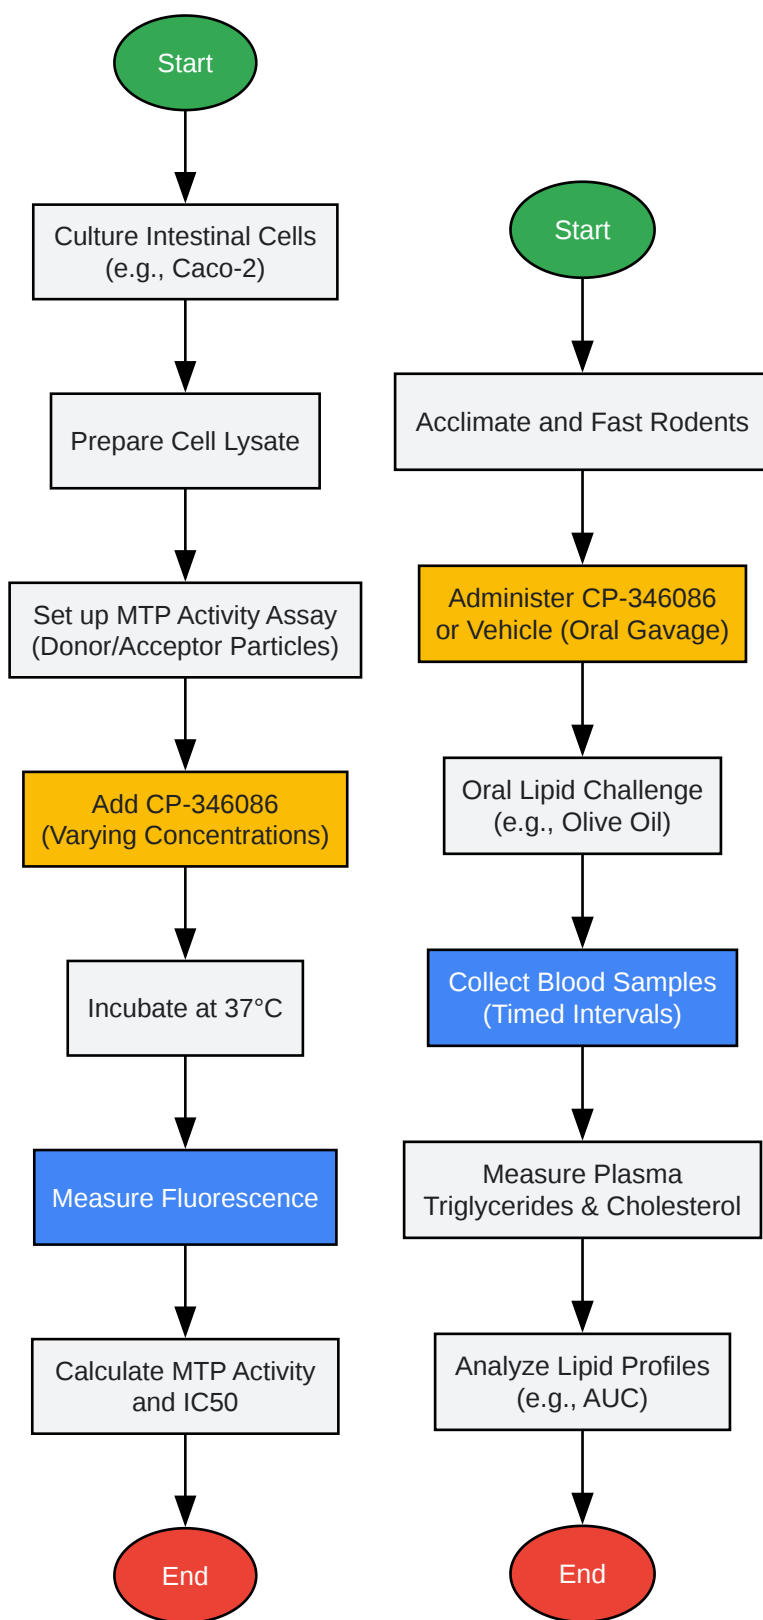 Start
Culture Intestinal Cells
(e.g., Caco-2)
Prepare Cell Lysate
Set up MTP Activity Assay
(Donor/Acceptor Particles)
Add CP-346086
(Varying Concentrations)
Incubate at 37°C
Measure Fluorescence
Calculate MTP Activity
and IC50
End
Start
Acclimate and Fast Rodents
Administer CP-346086
or Vehicle (Oral Gavage)
Oral Lipid Challenge
(e.g., Olive Oil)
Collect Blood Samples
(Timed Intervals)
Measure Plasma
Triglycerides & Cholesterol
Analyze Lipid Profiles
(e.g., AUC)
End